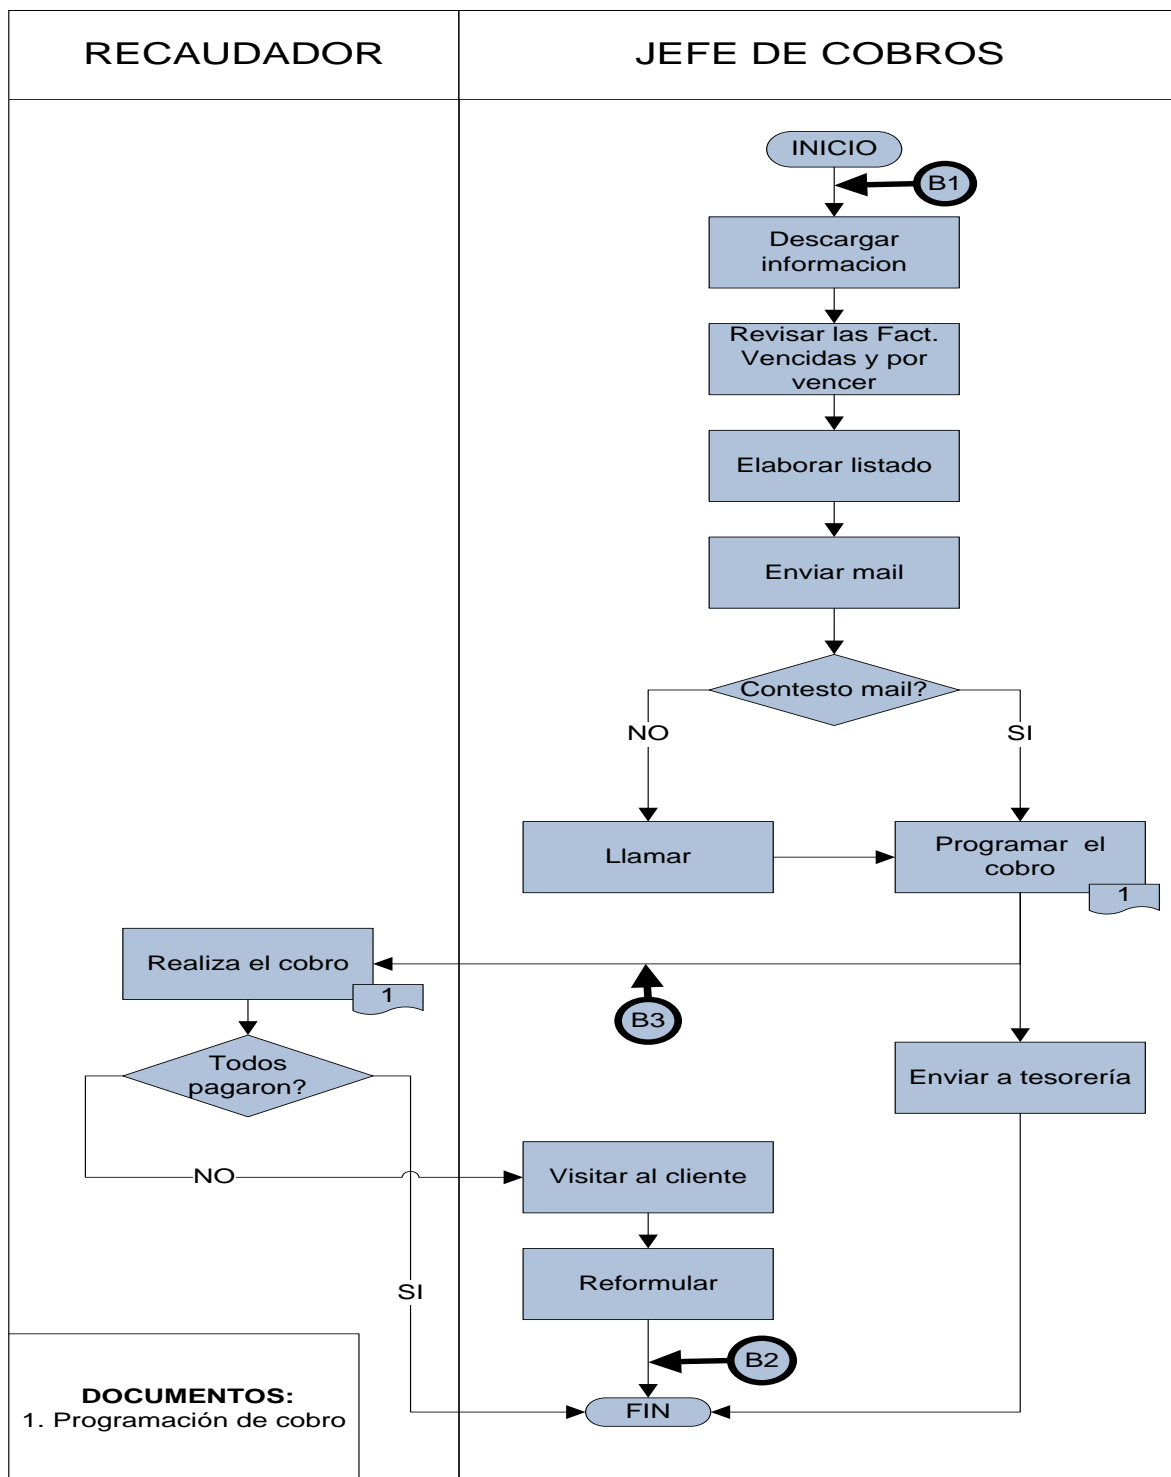 RECAUDADOR
JEFE DE COBROS
INICIO
B1
Descargar
informacion
Revisar las Fact.
Vencidas y por
vencer
Elaborar listado
Enviar mail
Contesto mail?
NO
SI
Llamar
Programar el
cobro
1
Realiza el cobro
1
B3
Todos
pagaron?
Enviar a tesorería
NO
Visitar al cliente
Reformular
SI
B2
FIN
DOCUMENTOS:
1. Programación de cobro